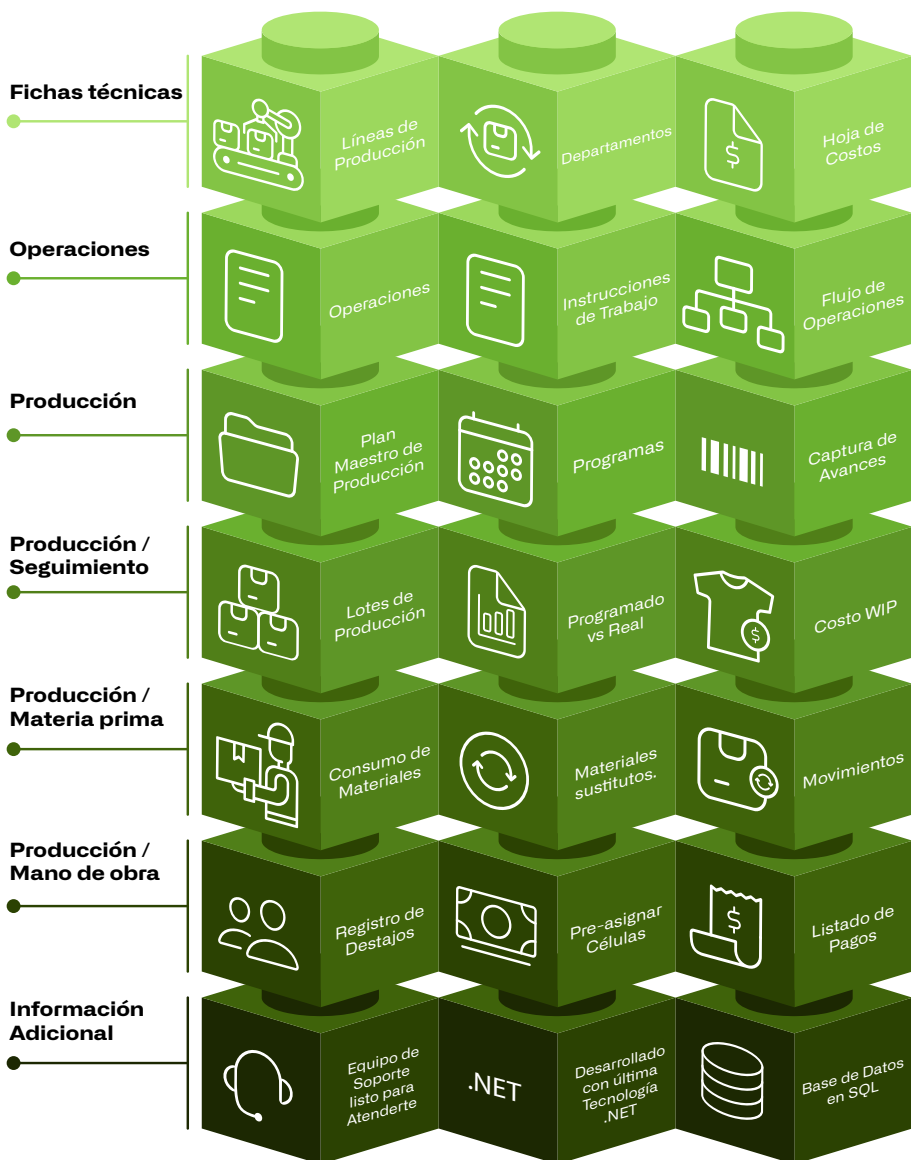 Fichas técnicas
Líneas de
Producción
Departamentos
$
Hoja de
Costos
Operaciones
Operaciones
Instrucciones
de Trabajo
Flujo de
Operaciones
Producción
Plan
Maestro de
Producción
Programas
Captura de
Avances
Producción /
Seguimiento
Lotes de
Producción
Programado
vs Real
$
Costo WIP
Producción /
Materia prima
Consumo de
Materiales
Materiales
sustitutos.
Movimientos
Producción /
Mano de obra
Registro de
Destajos
Pre-asignar
Células
$
Listado de
Pagos
Información
Adicional
Equipo de
Soporte
listo para
Atenderte
.NET
Desarrollado
con última
Tecnología
.NET
Base de Datos
en SQL